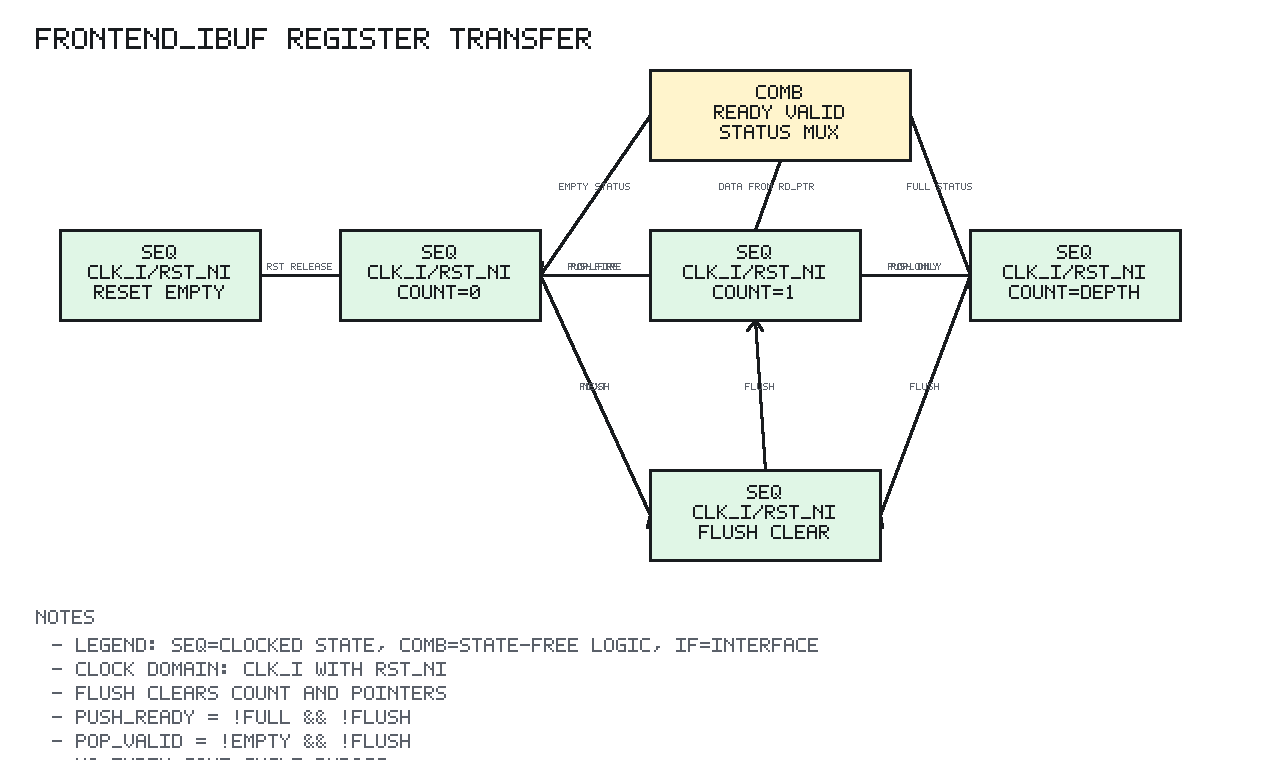 FRONTEND_IBUF REGISTER TRANSFER
COMB
READY VALID
STATUS MUX
EMPTY STATUS
DATA FROM RD_PTR
FULL STATUS
SEQ
CLK_I/RST_NI
RESET EMPTY
RST RELEASE
SEQ
CLK_I/RST_NI
COUNT=0
SEQ
CLK_I/RST_NI
COUNT=1
SEQ
CLK_I/RST_NI
COUNT=DEPTH
FLUSH
FLUSH
SEQ
CLK_I/RST_NI
FLUSH CLEAR
NOTES
- LEGEND: SEQ=CLOCKED STATE, COMB=STATE-FREE LOGIC, IF=INTERFACE
- CLOCK DOMAIN: CLK_I WITH RST_NI
- FLUSH CLEARS COUNT AND POINTERS
- PUSH_READY = !FULL && !FLUSH
- POP_VALID = !EMPTY && !FLUSH